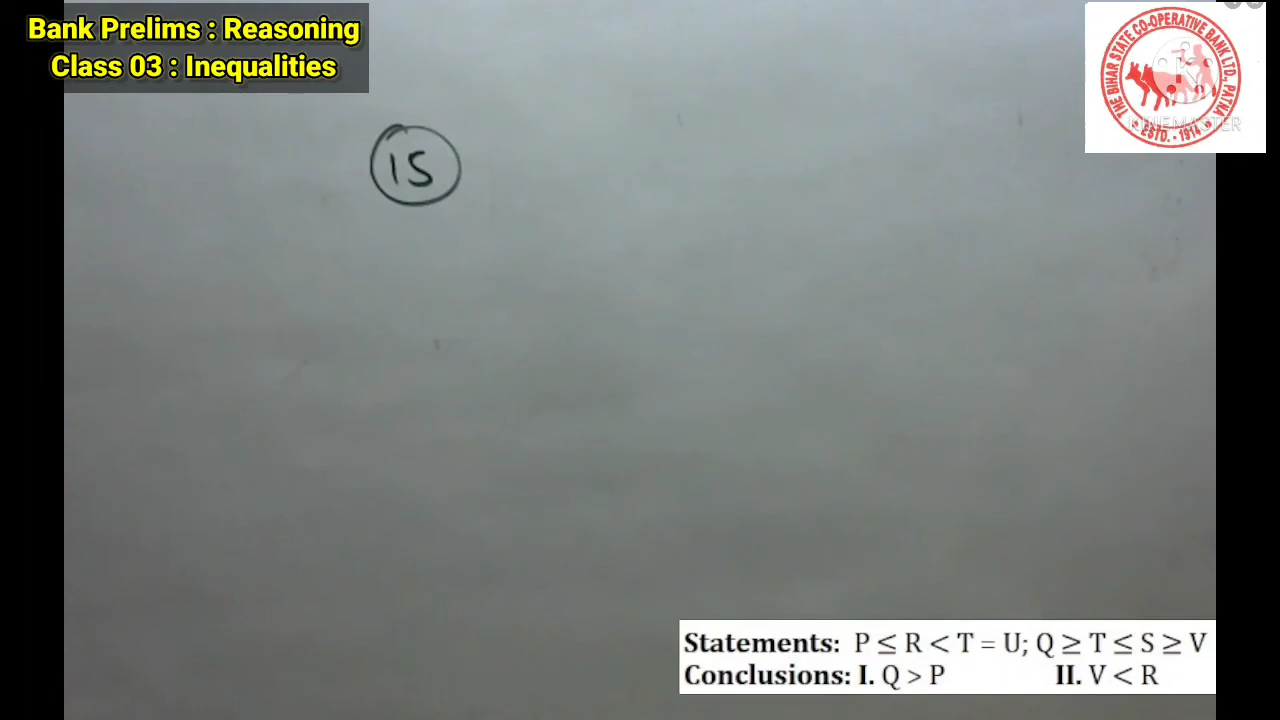 Bank Prelims : Reasoning
Class 03 : Inequalities
THE BIHAR STATE CO-OPERATIVE BANK LTD., PATNA
ESTD. - 1914
KINEMASTER
15
Statements: P ≤ R < T = U; Q ≥ T ≤ S ≥ V
Conclusions: I. Q > P II. V < R